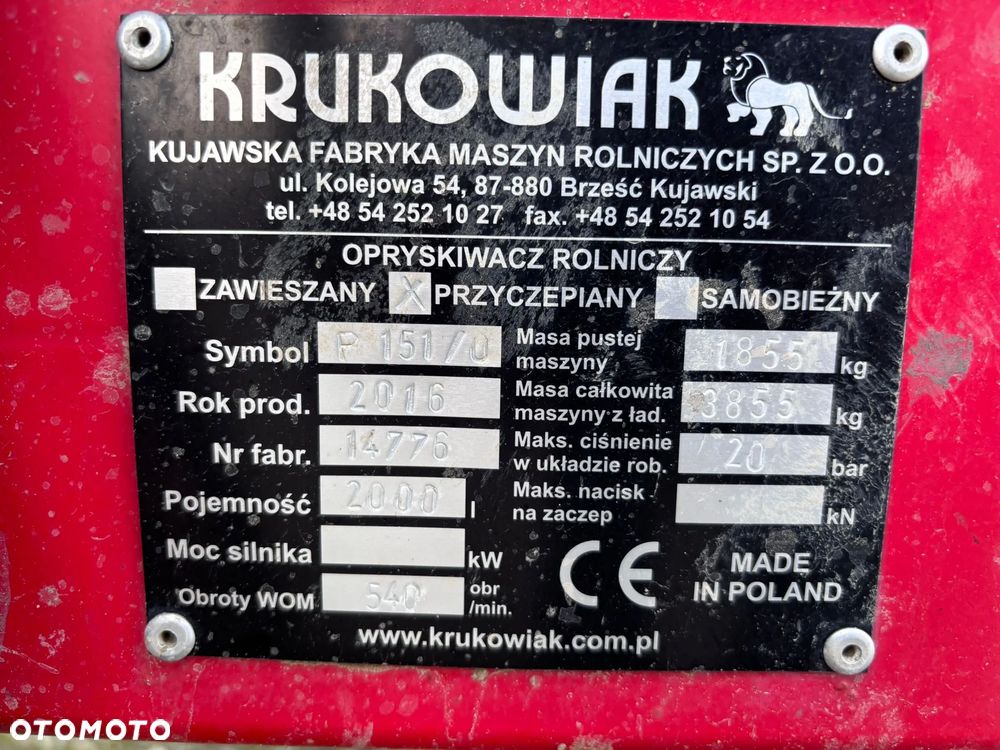 KRUKOWIAK
KUJAWSKA FABRYKA MASZYN ROLNICZYCH SP. Z O.O.
ul. Kolejowa 54, 87-880 Brześć Kujawski
tel. +48 54 252 10 27 fax. +48 54 252 10 54
OPRYSKIWACZ ROLNICZY
ZAWIESZANY X PRZYCZEPIANY SAMOBIEŻNY
Symbol P 151/0
Rok prod. 2016
Nr fabr. 14776
Pojemność 2000 l
Moc silnika kW
Obroty WOM 540 obr/min.
Masa pustej
maszyny 1855 kg
Masa całkowita
maszyny z ład. 3855 kg
Maks. ciśnienie
w układzie rob. 20 bar
Maks. nacisk
na zaczep kN
CE
MADE
IN POLAND
www.krukowiak.com.pl
OTOMOTO